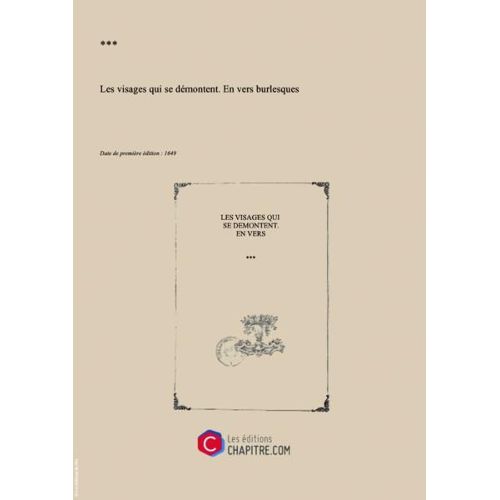 ***
Les visages qui se démontent. En vers burlesques
Date de première édition : 1649
LES VISAGES QUI
SE DEMONTENT.
EN VERS
***
C
Les éditions
CHAPITRE.COM